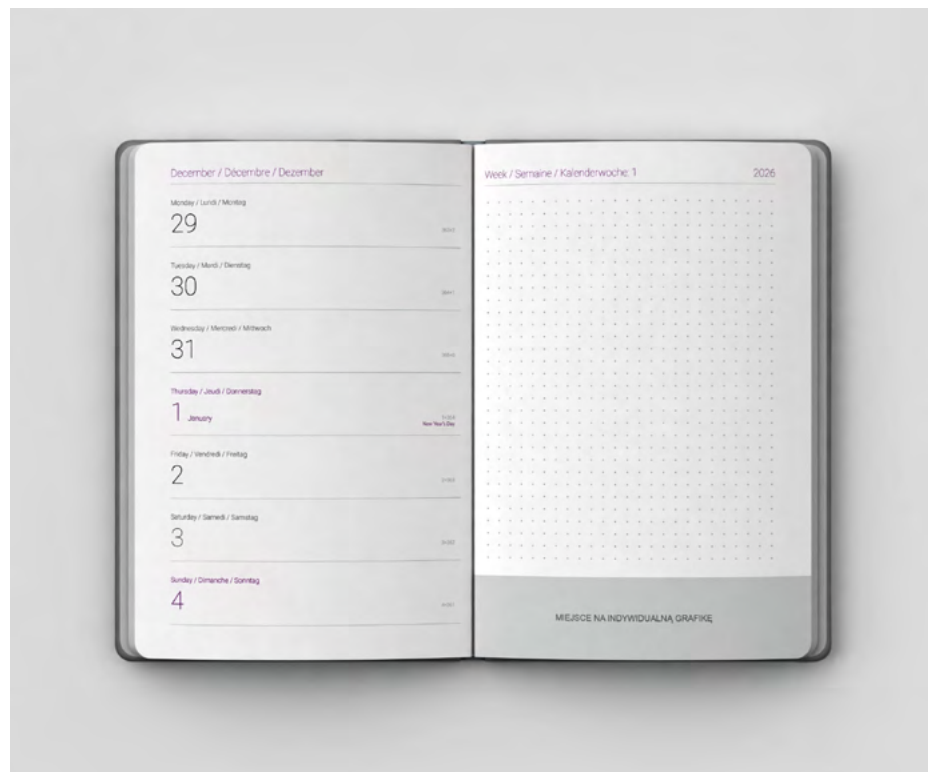 December / Décembre / Dezember
Monday / Lundi / Montag
29
Tuesday / Mardi / Dienstag
30
Wednesday / Mercredi / Mittwoch
31
Thursday / Jeudi / Donnerstag
1 January
New Year's Day
Friday / Vendredi / Freitag
2
Saturday / Samedi / Samstag
3
Sunday / Dimanche / Sonntag
4
Week / Semaine / Kalenderwoche: 1 2026
MIEJSCE NA INDYWIDUALNĄ GRAFIKĘ